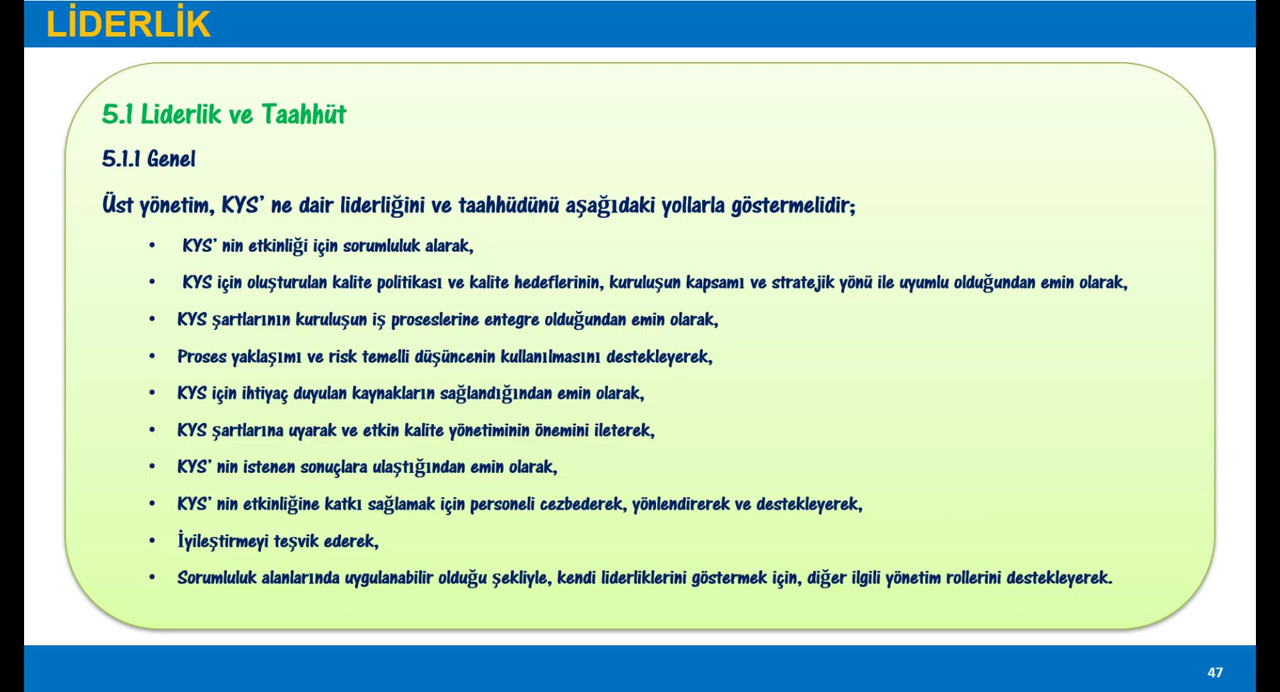 LİDERLİK
5.1 Liderlik ve Taahhüt
5.1.1 Genel
Üst yönetim, KYS' ne dair liderliğini ve taahhüdünü aşağıdaki yollarla göstermelidir;
• KYS' nin etkinliği için sorumluluk alarak,
• KYS için oluşturulan kalite politikası ve kalite hedeflerinin, kuruluşun kapsamı ve stratejik yönü ile uyumlu olduğundan emin olarak,
• KYS şartlarının kuruluşun iş proseslerine entegre olduğundan emin olarak,
• Proses yaklaşımı ve risk temelli düşüncenin kullanılmasını destekleyerek,
• KYS için ihtiyaç duyulan kaynakların sağlandığından emin olarak,
• KYS şartlarına uyarak ve etkin kalite yönetiminin önemini ileterek,
• KYS' nin istenen sonuçlara ulaştığından emin olarak,
• KYS' nin etkinliğine katkı sağlamak için personeli cezbederek, yönlendirerek ve destekleyerek,
• İyileştirmeyi teşvik ederek,
• Sorumluluk alanlarında uygulanabilir olduğu şekliyle, kendi liderliklerini göstermek için, diğer ilgili yönetim rollerini destekleyerek.
47